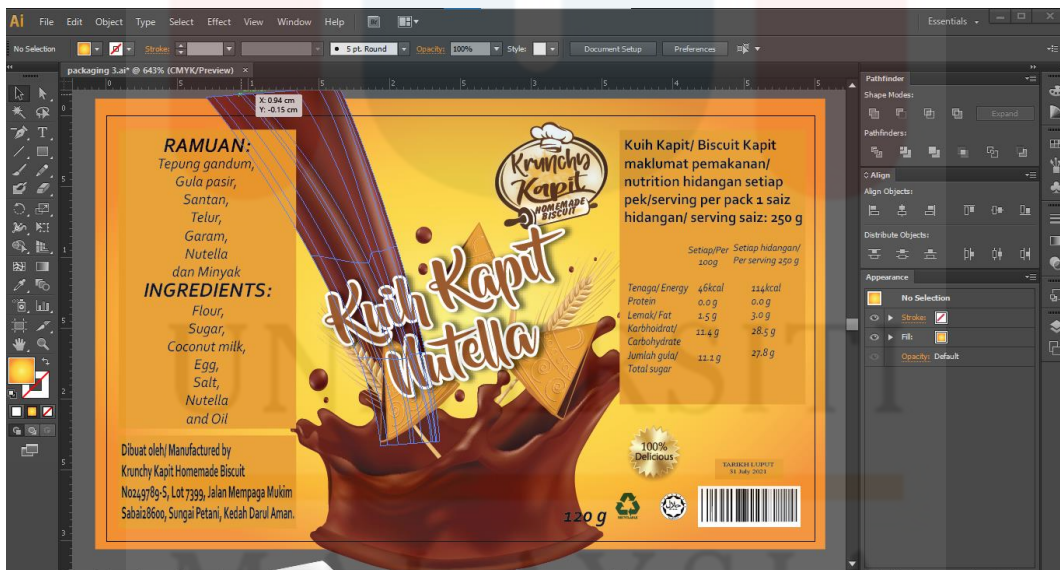 Ai File Edit Object Type Select Effect View Window Help Br Essentials
No Selection Stroke: 5 pt. Round Opacity: 100% Style: Document Setup Preferences
packaging 3.ai* @ 643% (CMYK/Preview) ×
X: 0.94 cm
Y: -0.15 cm
RAMUAN:
Tepung gandum,
Gula pasir,
Santan,
Telur,
Garam,
Nutella
dan Minyak
INGREDIENTS:
Flour,
Sugar,
Coconut milk,
Egg,
Salt,
Nutella
and Oil
Dibuat oleh/ Manufactured by
Krunchy Kapit Homemade Biscuit
No249789-S, Lot 7399, Jalan Mempaga Mukim
Sabai28600, Sungai Petani, Kedah Darul Aman.
Krunchy
Kapit
HOMEMADE
BISCUIT
Kuih Kapit
Nutella
120 g
Kuih Kapit/ Biscuit Kapit
maklumat pemakanan/
nutrition hidangan setiap
pek/serving per pack 1 saiz
hidangan/ serving saiz: 250 g
Setiap/Per Setiap hidangan/
100g Per serving 250 g
Tenaga/ Energy 46kcal 114kcal
Protein 0.0 g 0.0 g
Lemak/ Fat 1.5 g 3.0 g
Karbhoidrat/ 11.4 g 28.5 g
Carbohydrate
Jumlah gula/ 11.1 g 27.8 g
Total sugar
100%
Delicious
TARIKH LUPUT
31 July 2021
RECYCLABLE
Pathfinder
Shape Modes:
Expand
Pathfinders:
Align
Align Objects:
Distribute Objects:
Appearance
No Selection
Stroke:
Fill:
Opacity: Default
UNIVERSITI
MALAYSIA